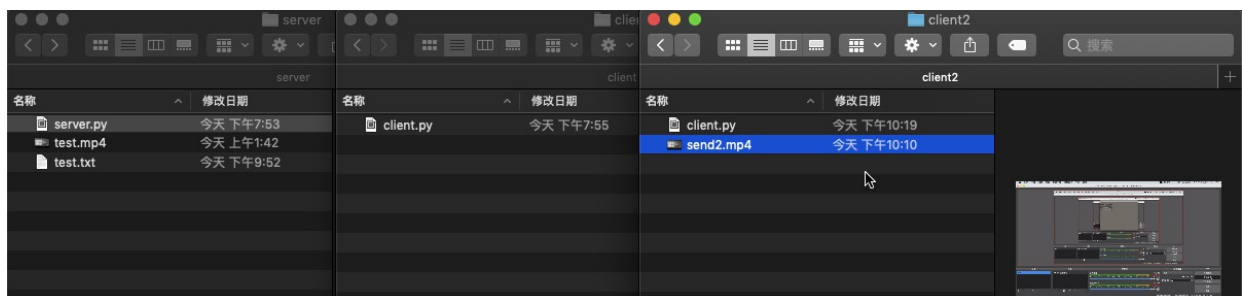 server
server
名称 修改日期
server.py 今天 下午7:53
test.mp4 今天 上午1:42
test.txt 今天 下午9:52
client
名称 修改日期
client.py 今天 下午7:55
client2
搜索
client2
名称 修改日期
client.py 今天 下午10:19
send2.mp4 今天 下午10:10